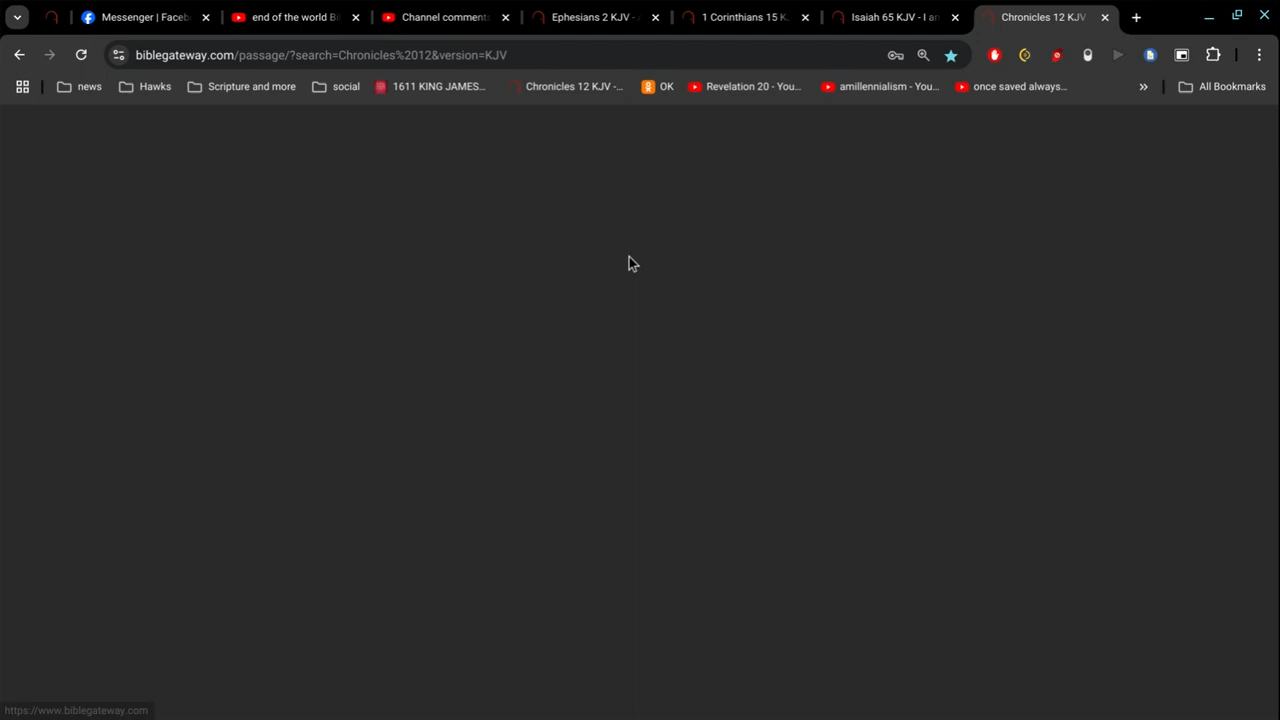 Messenger | Faceb
end of the world Bi
Channel comments
Ephesians 2 KJV - A
1 Corinthians 15 K
Isaiah 65 KJV - I an
Chronicles 12 KJV
biblegateway.com/passage/?search=Chronicles%2012&version=KJV
news
Hawks
Scripture and more
social
1611 KING JAMES...
Chronicles 12 KJV -...
OK
Revelation 20 - You...
amillennialism - You...
once saved always...
»
All Bookmarks
https://www.biblegateway.com